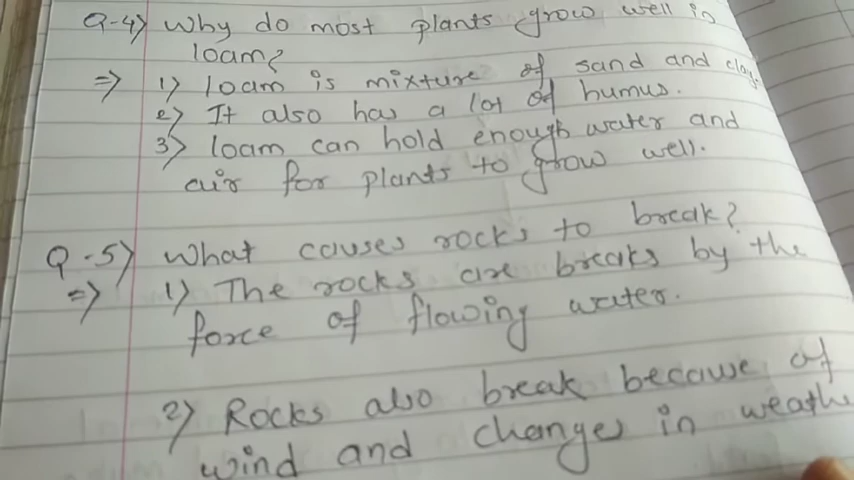 Q-4) Why do most plants grow well in
loam?
=> 1) loam is mixture of sand and clay.
2) It also has a lot of humus.
3) loam can hold enough water and
air for plants to grow well.
Q-5) What causes rocks to break?
=> 1) The rocks are breaks by the
force of flowing water.
2) Rocks also break because of
wind and changes in weathe